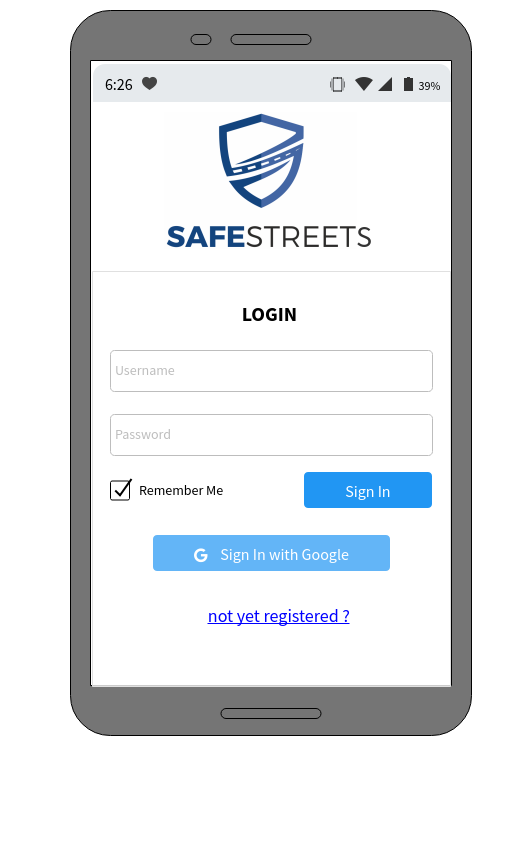 6:26 39%
SAFESTREETS
LOGIN
Username
Password
Remember Me Sign In
G Sign In with Google
not yet registered ?